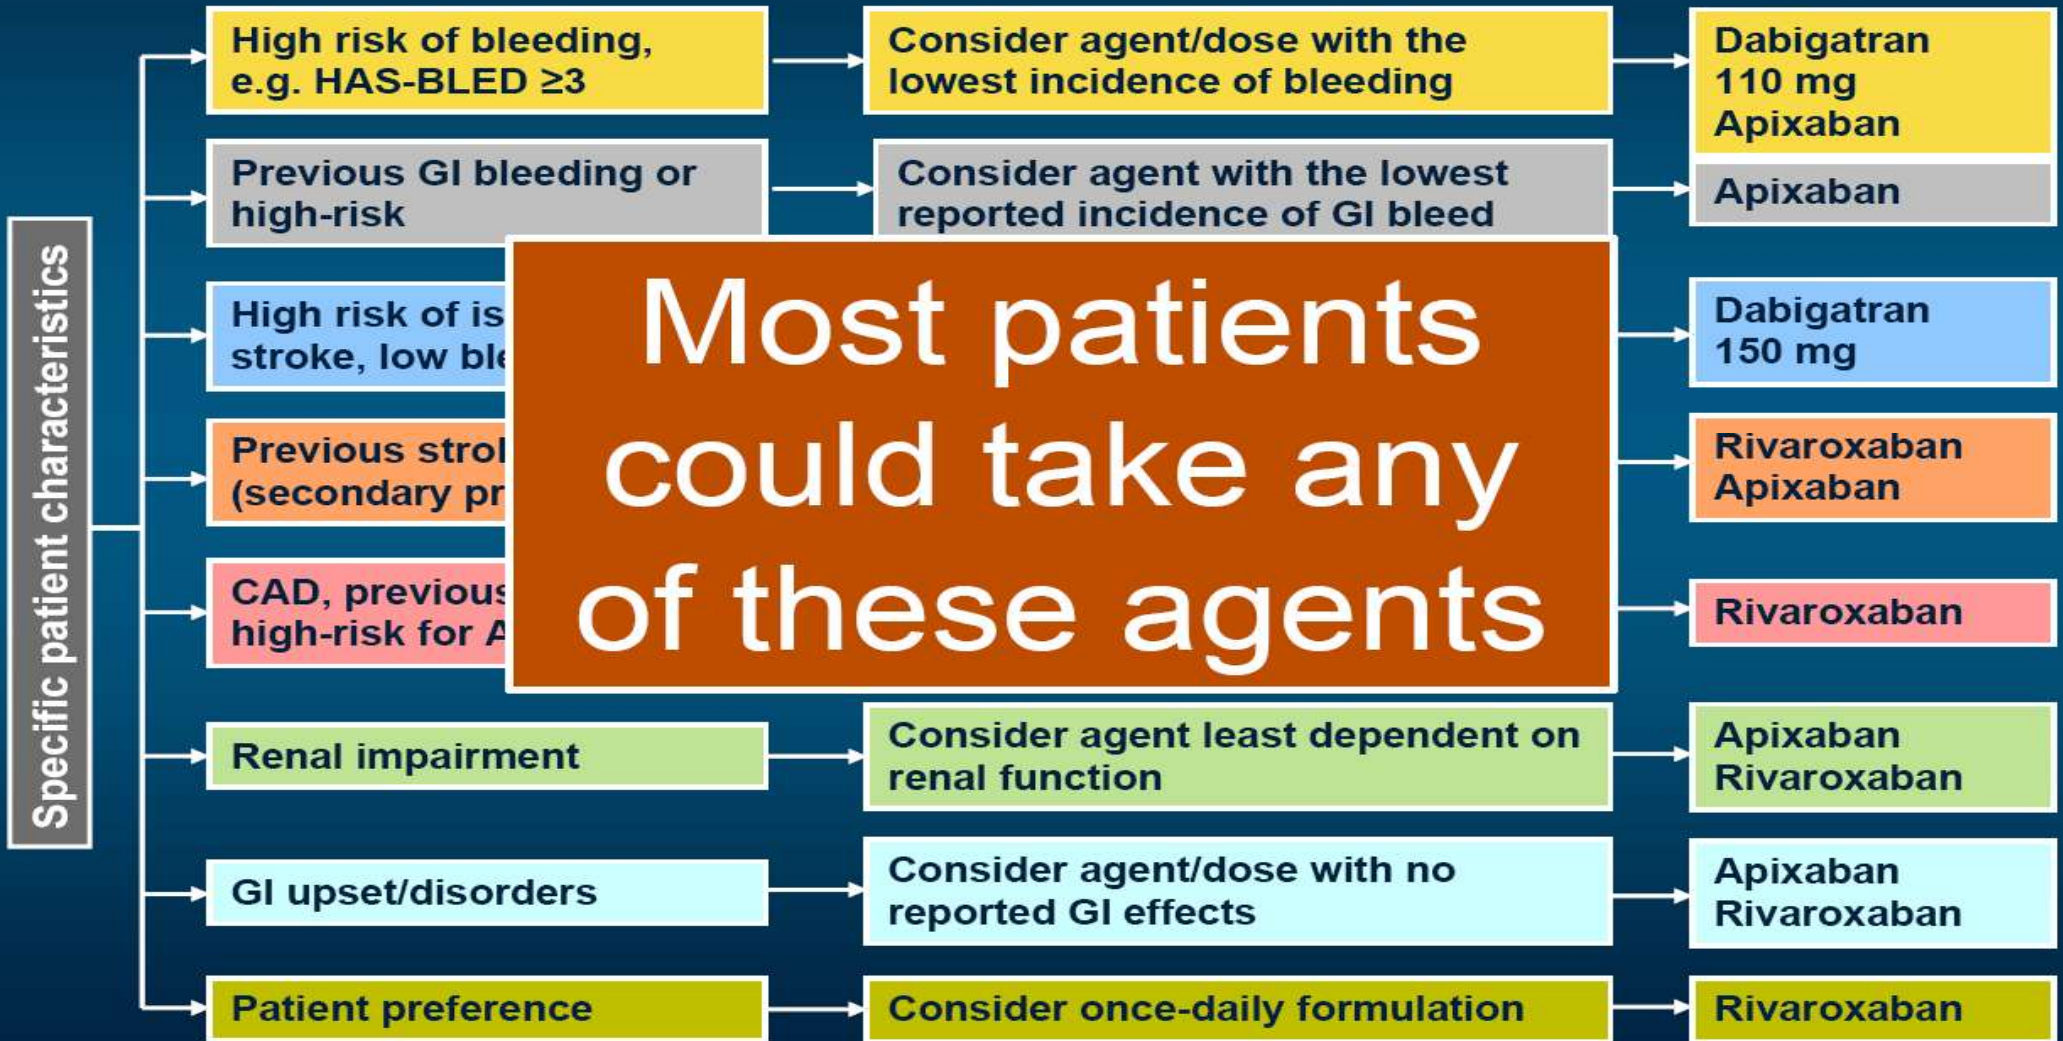 Specific patient characteristics
High risk of bleeding,
e.g. HAS-BLED ≥3
Consider agent/dose with the
lowest incidence of bleeding
Dabigatran
110 mg
Apixaban
Previous GI bleeding or
high-risk
Consider agent with the lowest
reported incidence of GI bleed
Apixaban
High risk of
stroke, low
Dabigatran
150 mg
Previous
(secondary
Rivaroxaban
Apixaban
CAD, previous
high-risk for
Rivaroxaban
Most patients
could take any
of these agents
Renal impairment
Consider agent least dependent on
renal function
Apixaban
Rivaroxaban
GI upset/disorders
Consider agent/dose with no
reported GI effects
Apixaban
Rivaroxaban
Patient preference
Consider once-daily formulation
Rivaroxaban